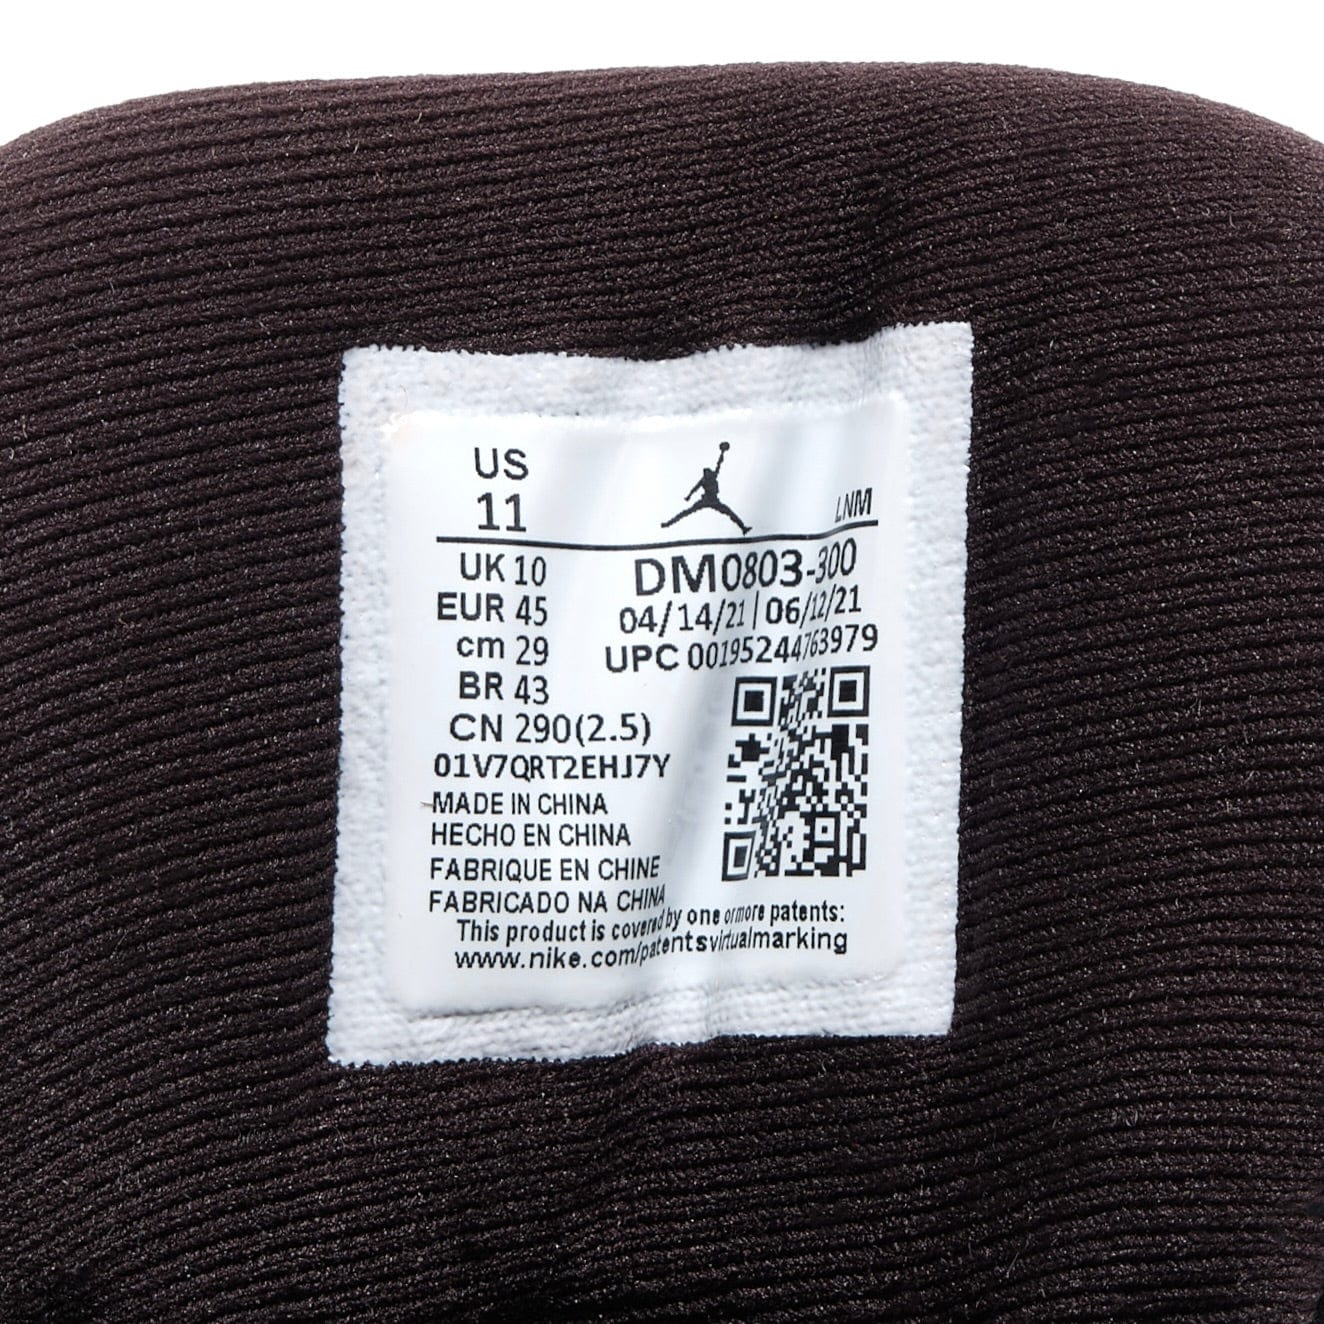 US
11
LNM
UK 10
EUR 45
cm 29
BR 43
CN 290(2.5)
01V7QRT2EHJ7Y
DM0803-300
04/14/21 | 06/12/21
UPC 00195244763979
MADE IN CHINA
HECHO EN CHINA
FABRIQUE EN CHINE
FABRICADO NA CHINA
This product is covered by one or more patents:
www.nike.com/patentsvirtualmarking